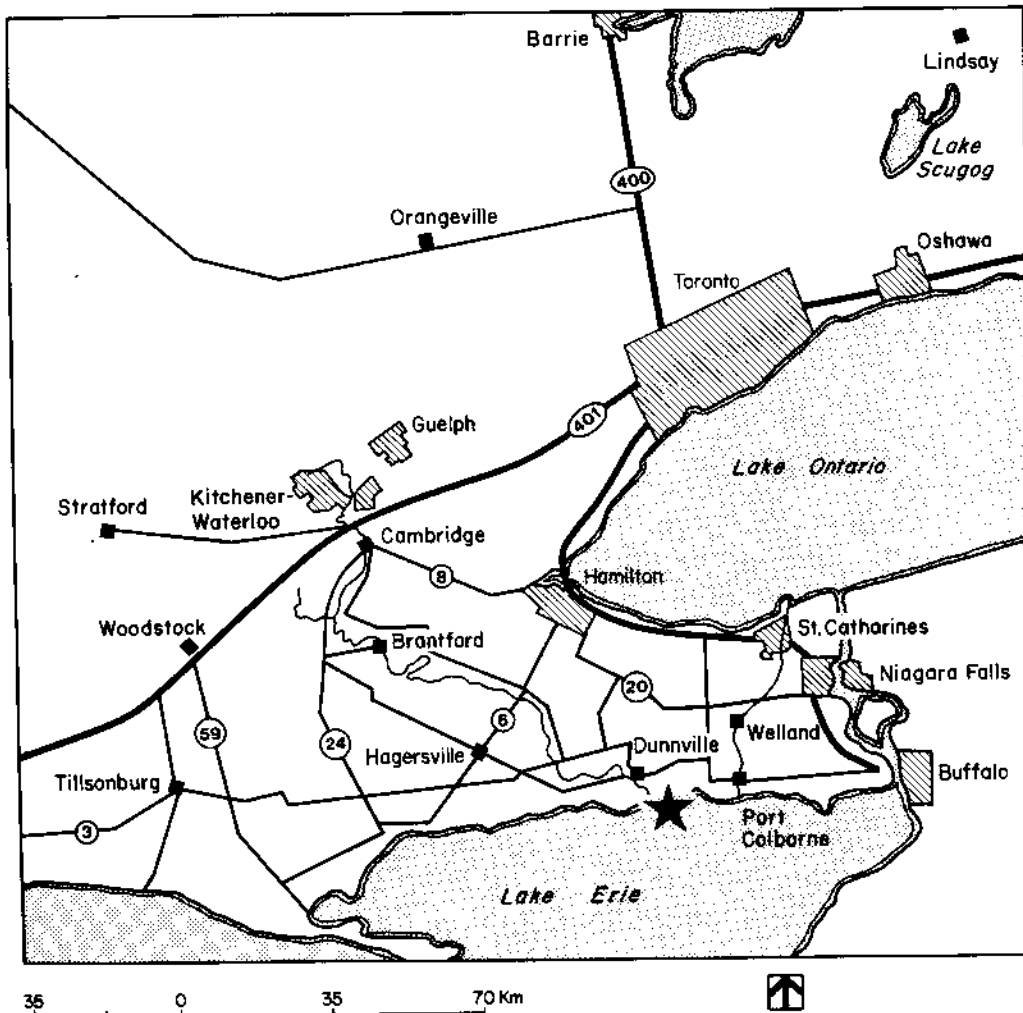 Barrie
Lindsay
Lake
Scugog
400
Orangeville
Oshawa
Toronto
401
Guelph
Lake Ontario
Kitchener-
Waterloo
Stratford
Cambridge
8
Hamilton
Woodstock
Brantford
St. Catharines
Niagara Falls
20
59
24
6
Hagersville
Dunnville
Welland
Tillsonburg
Buffalo
3
Port
Colborne
Lake Erie
35 0 35 70 Km